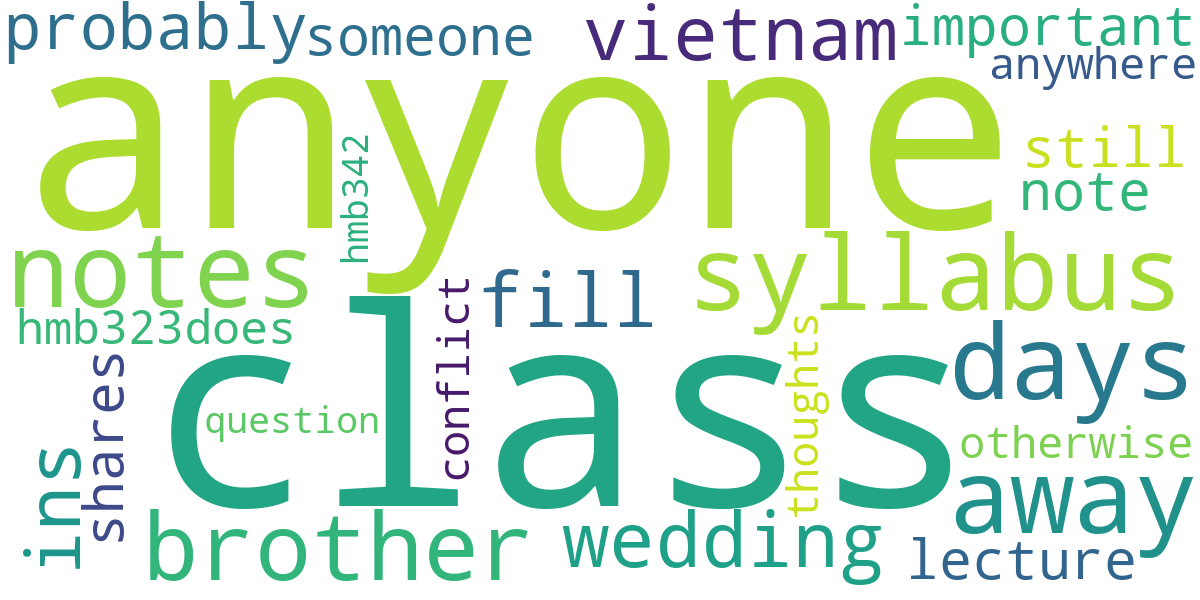 probably
someone
vietnam
important
anywhere
anyone
hmb342
still
note
notes
fill
syllabus
hmb323does
conflict
class
days
shares
question
thoughts
otherwise
ins
brother
wedding
away
lecture